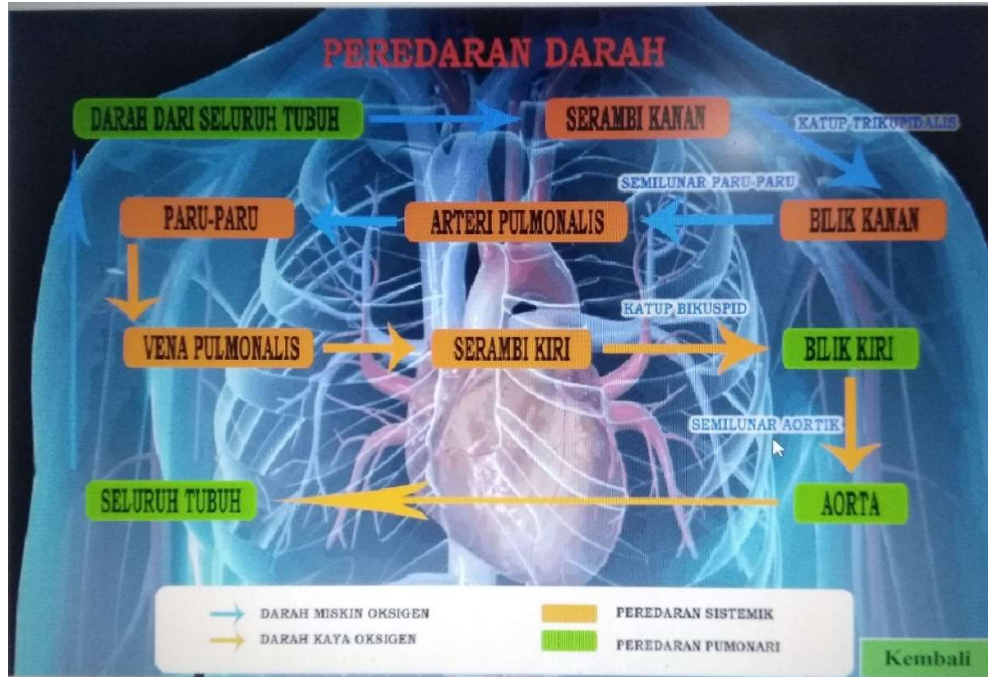 PEREDARAN DARAH
DARAH DARI SELURUH TUBUH
SERAMBI KANAN
KATUP TRIKUPIDALIS
SEMILUNAR PARU-PARU
PARU-PARU
ARTERI PULMONALIS
BILIK KANAN
KATUP BIKUSPID
VENA PULMONALIS
SERAMBI KIRI
BILIK KIRI
SEMILUNAR AORTIK
SELURUH TUBUH
AORTA
DARAH MISKIN OKSIGEN
PEREDARAN SISTEMIK
DARAH KAYA OKSIGEN
PEREDARAN PUMONARI
Kembali